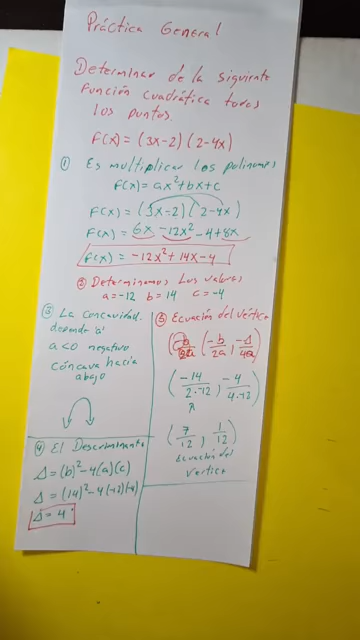 Práctica General
Determinar de la siguiente
Función cuadrática todos
los puntos.
F(x) = (3x-2)(2-4x)
① Es multiplicar los polinomios
F(x) = ax²+bx+c
F(x) = (3x-2)(2-4x)
F(x) = 6x -12x² -4+8x
F(x) = -12x²+14x-4
② Determinamos los valores
a=-12 b=14 c=-4
③ La Concavidad.
depende "a"
a<0 negativo
Cóncava hacia
abajo
④ El Descriminante
Δ=(b)²-4(a)(c)
Δ=(14)²-4(-12)(-4)
Δ=4
⑤ Ecuación del vértice
(-b/2a, -Δ/4a)
(-14/2·-12, -4/4·-12)
(7/12, 1/12)
Ecuación del
Vertice